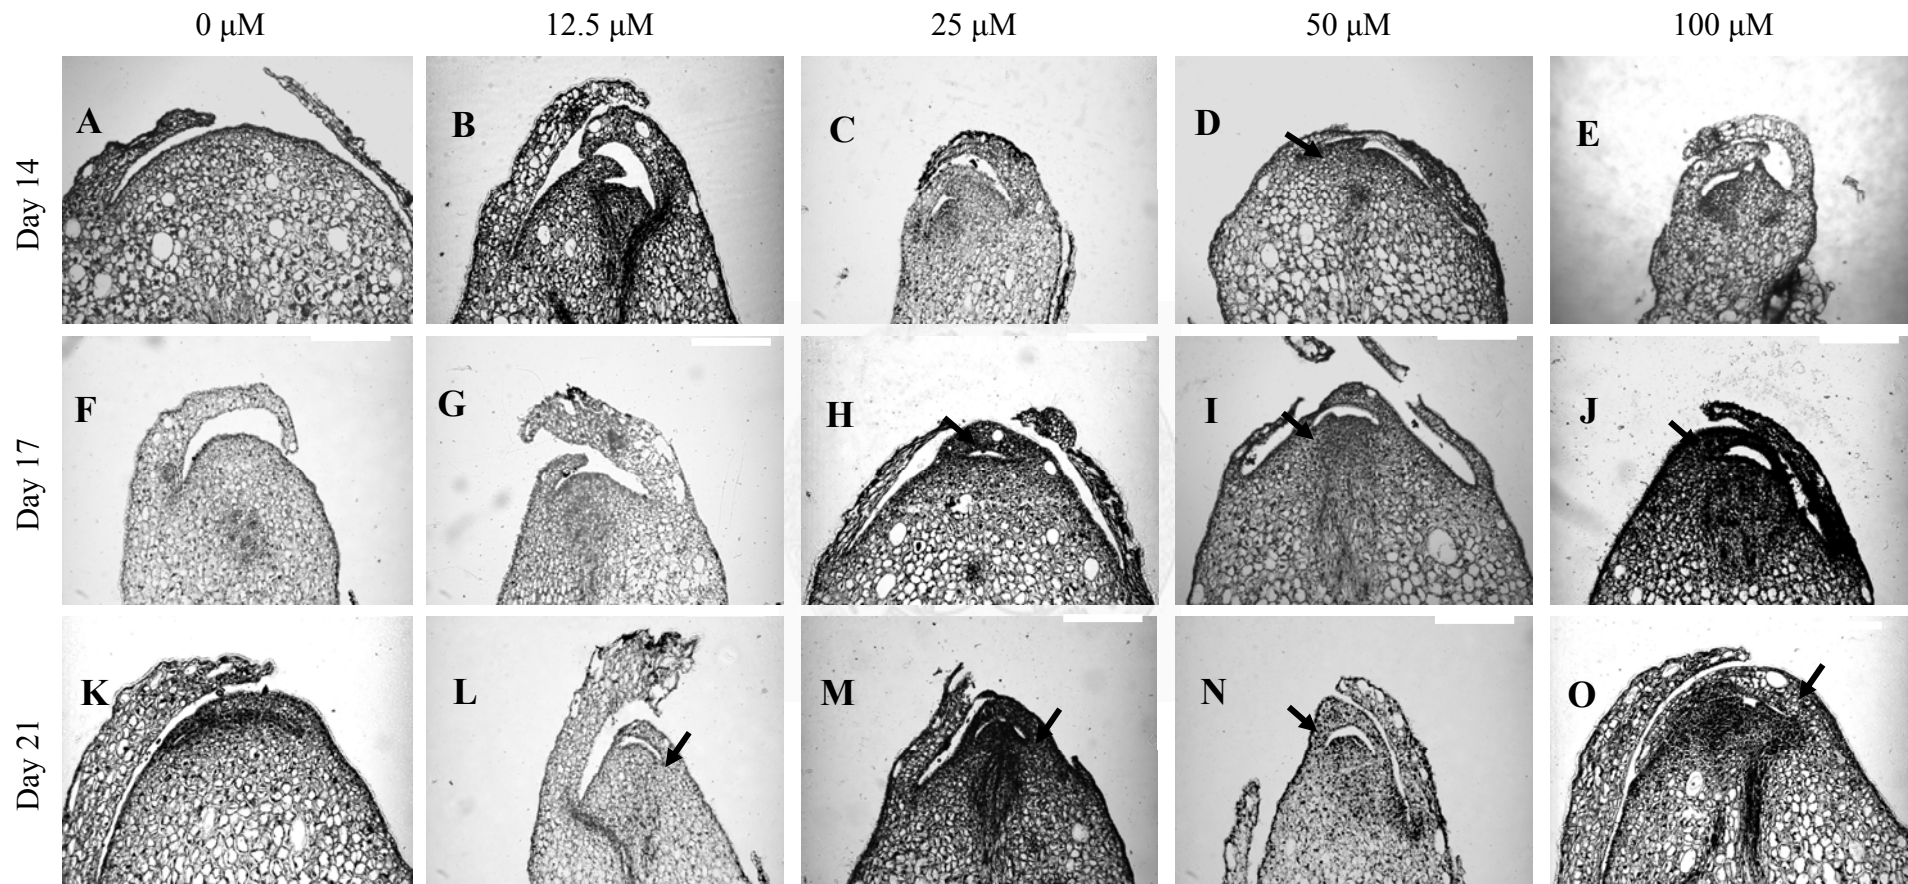 0 μM 12.5 μM 25 μM 50 μM 100 μM
Day 14
A B C D E
Day 17
F G H I J
Day 21
K L M N O